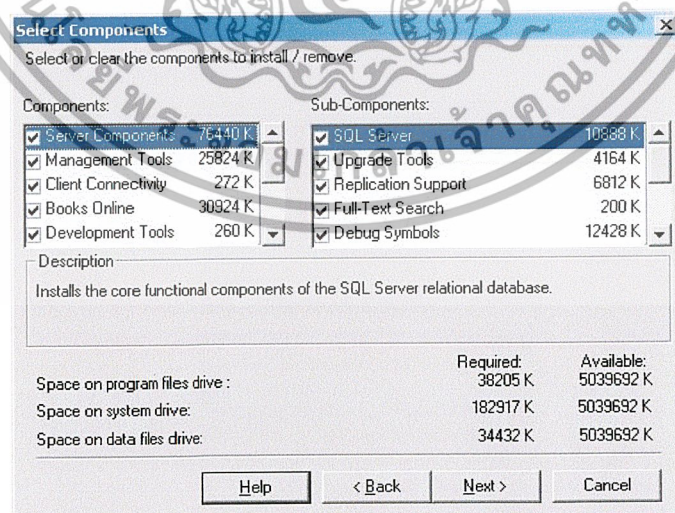 Select Components
Select or clear the components to install / remove.
Components:
Server Components 76440 K
Management Tools 25824 K
Client Connectivity 272 K
Books Online 30924 K
Development Tools 260 K
Sub-Components:
SQL Server 10888 K
Upgrade Tools 4164 K
Replication Support 6812 K
Full-Text Search 200 K
Debug Symbols 12428 K
Description
Installs the core functional components of the SQL Server relational database.
Required: Available:
Space on program files drive : 38205 K 5039692 K
Space on system drive: 182917 K 5039692 K
Space on data files drive: 34432 K 5039692 K
Help < Back Next > Cancel